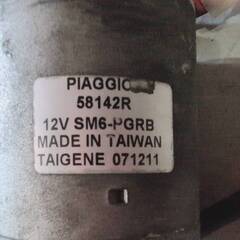 PIAGGIO
58142R
12V SM6-PGRB
MADE IN TAIWAN
TAIGENE 071211